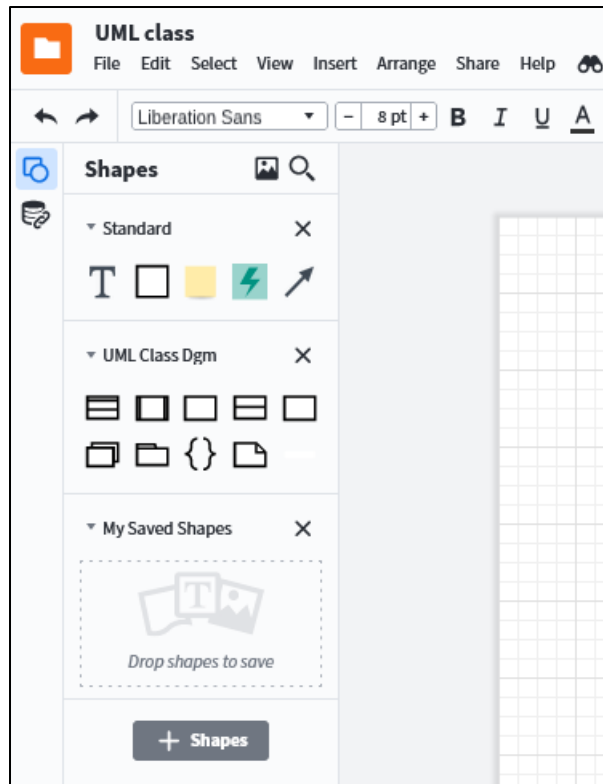 UML class
File Edit Select View Insert Arrange Share Help
Liberation Sans − 8 pt + B I U A
Shapes
Standard
T
UML Class Dgm
{}
My Saved Shapes
T
Drop shapes to save
+ Shapes